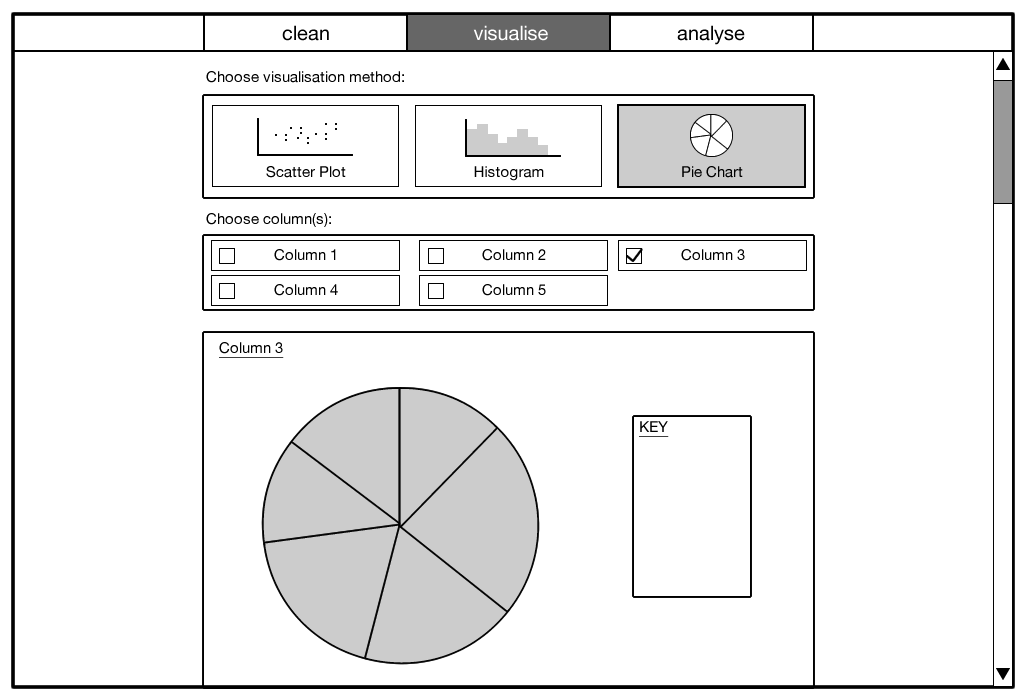 clean visualise analyse
Choose visualisation method:
Scatter Plot Histogram Pie Chart
Choose column(s):
Column 1 Column 2 Column 3
Column 4 Column 5
Column 3
KEY